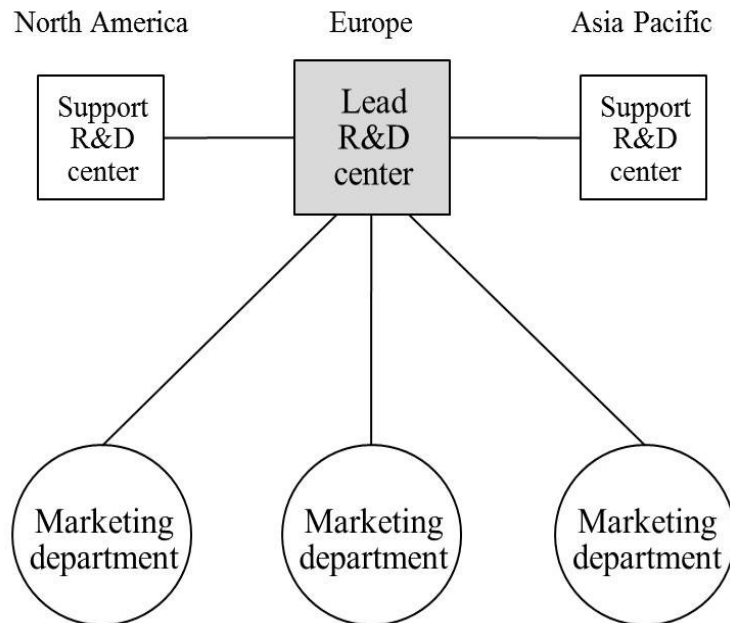 North America
Europe
Asia Pacific
Support
R&D
center
Lead
R&D
center
Support
R&D
center
Marketing
department
Marketing
department
Marketing
department